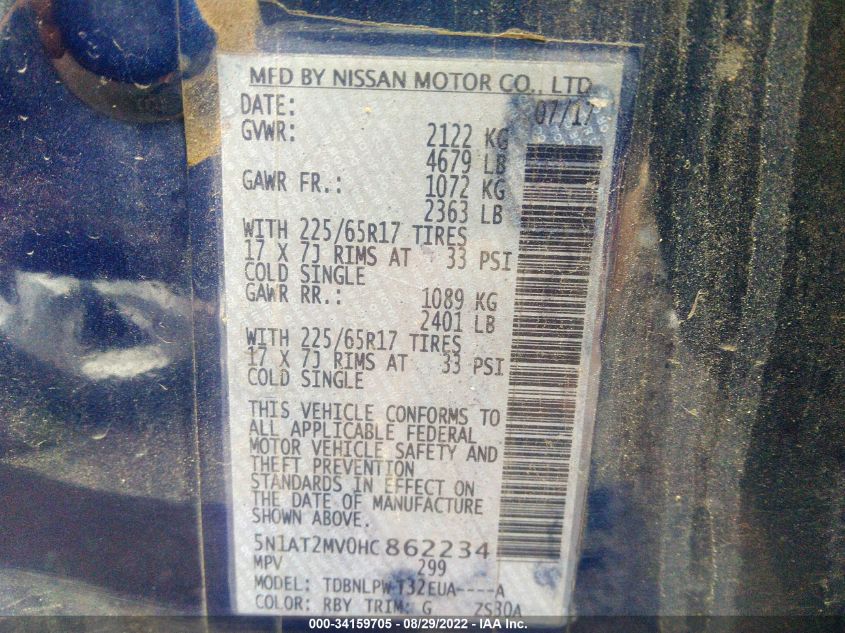 MFD BY NISSAN MOTOR CO., LTD
DATE: 07/17
GVWR: 2122 KG
4679 LB
GAWR FR.: 1072 KG
2363 LB
WITH 225/65R17 TIRES
17 X 7J RIMS AT 33 PSI
COLD SINGLE
GAWR RR.: 1089 KG
2401 LB
WITH 225/65R17 TIRES
17 X 7J RIMS AT 33 PSI
COLD SINGLE
THIS VEHICLE CONFORMS TO
ALL APPLICABLE FEDERAL
MOTOR VEHICLE SAFETY AND
THEFT PREVENTION
STANDARDS IN EFFECT ON
THE DATE OF MANUFACTURE
SHOWN ABOVE.
5N1AT2MV0HC862234
MPV 299
MODEL: TDBNLPW-T32EUA----A
COLOR: RBY TRIM: G ZS30A
000-34159705 - 08/29/2022 - IAA Inc.